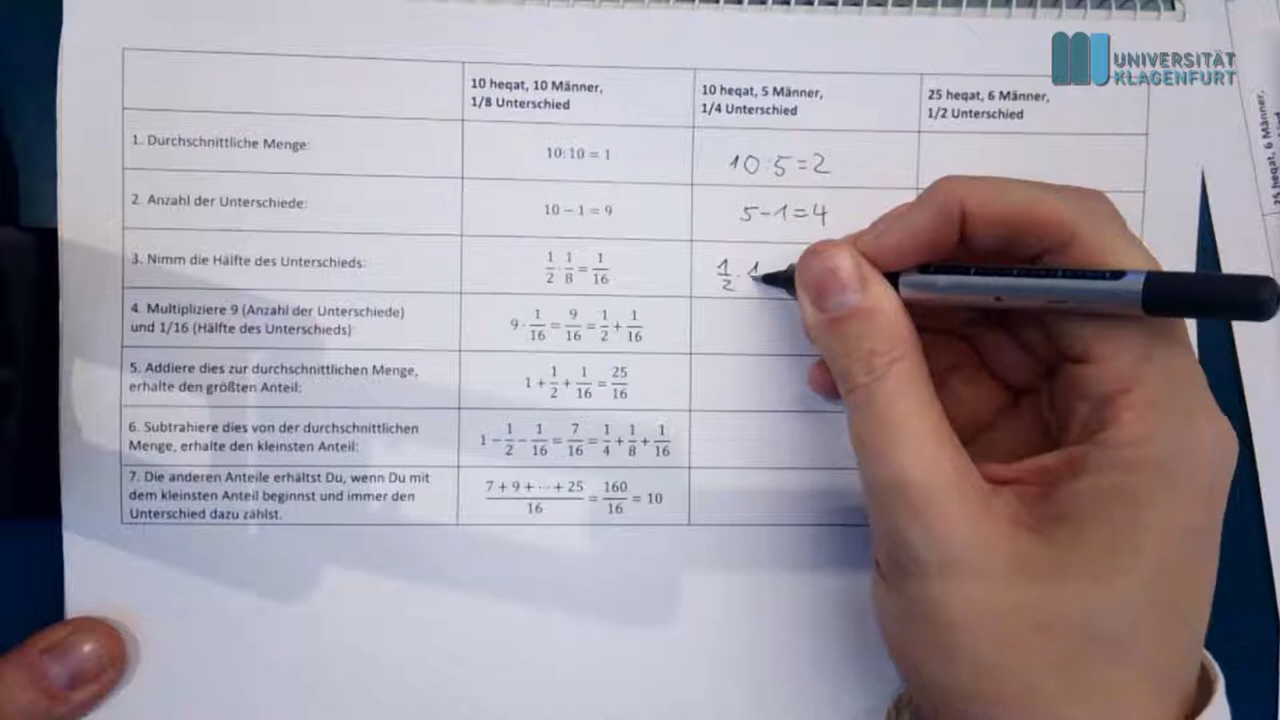 UNIVERSITÄT
KLAGENFURT
10 heqat, 10 Männer,
1/8 Unterschied
10 heqat, 5 Männer,
1/4 Unterschied
25 heqat, 6 Männer,
1/2 Unterschied
1. Durchschnittliche Menge:
10:10 = 1
10:5=2
2. Anzahl der Unterschiede:
10 − 1 = 9
5-1=4
3. Nimm die Hälfte des Unterschieds:
1/2 · 1/8 = 1/16
1/2 · 1
4. Multipliziere 9 (Anzahl der Unterschiede)
und 1/16 (Hälfte des Unterschieds)
9 · 1/16 = 9/16 = 1/2 + 1/16
5. Addiere dies zur durchschnittlichen Menge,
erhalte den größten Anteil:
1 + 1/2 + 1/16 = 25/16
6. Subtrahiere dies von der durchschnittlichen
Menge, erhalte den kleinsten Anteil:
1 − 1/2 − 1/16 = 7/16 = 1/4 + 1/8 + 1/16
7. Die anderen Anteile erhältst Du, wenn Du mit
dem kleinsten Anteil beginnst und immer den
Unterschied dazu zählst.
(7 + 9 + ⋯ + 25)/16 = 160/16 = 10
25 heqat, 6 Männer,